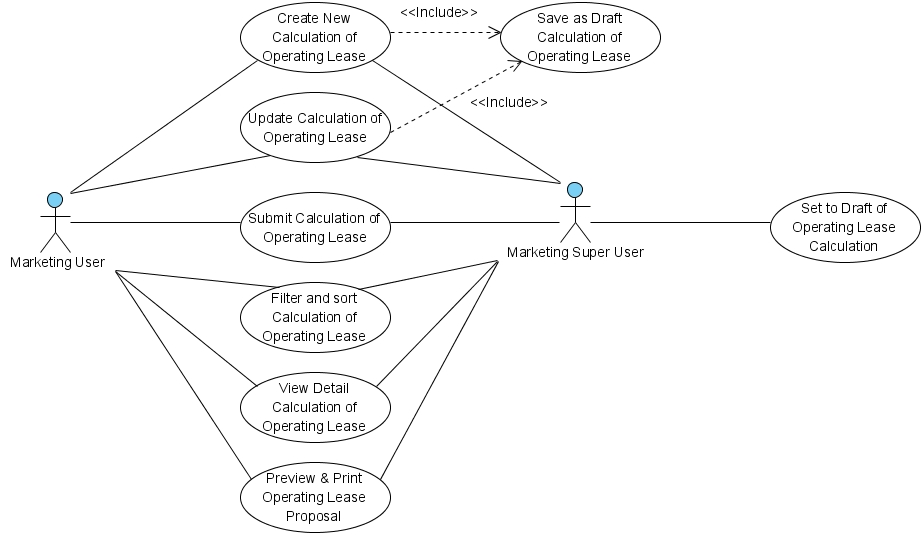 Create New
Calculation of
Operating Lease
<<Include>>
Save as Draft
Calculation of
Operating Lease
Update Calculation of
Operating Lease
<<Include>>
Marketing User
Submit Calculation of
Operating Lease
Marketing Super User
Set to Draft of
Operating Lease
Calculation
Filter and sort
Calculation of
Operating Lease
View Detail
Calculation of
Operating Lease
Preview & Print
Operating Lease
Proposal